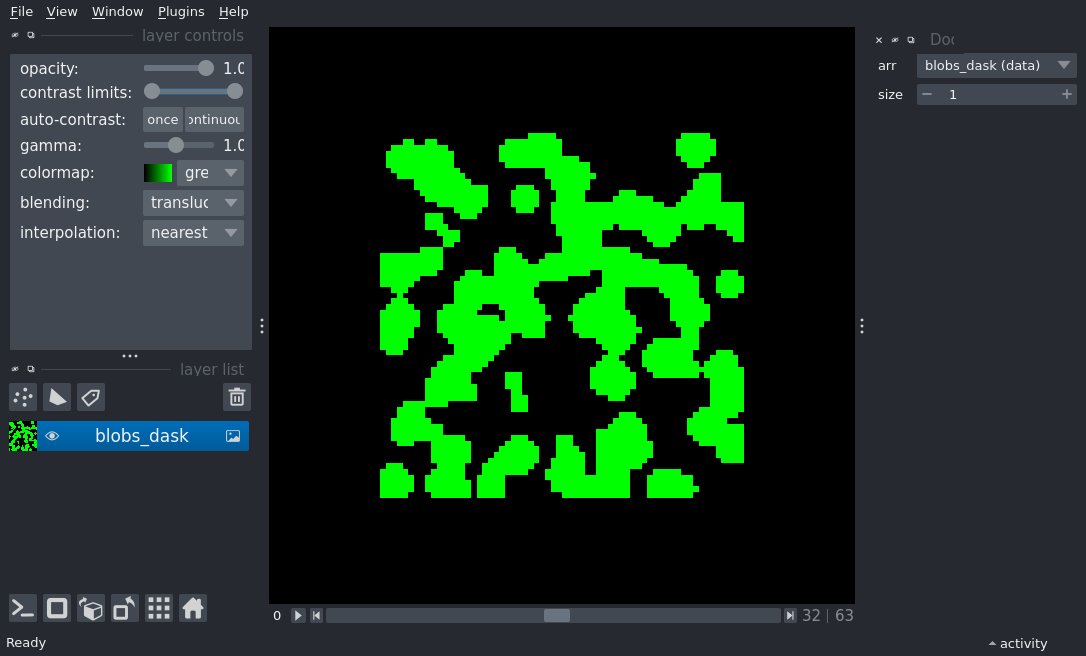 File View Window Plugins Help
layer controls
opacity: 1.0
contrast limits:
auto-contrast: once ontinuou
gamma: 1.0
colormap: gre
blending: transluc
interpolation: nearest
layer list
blobs_dask
Ready
0 32 | 63
Doc
arr blobs_dask (data)
size 1
activity